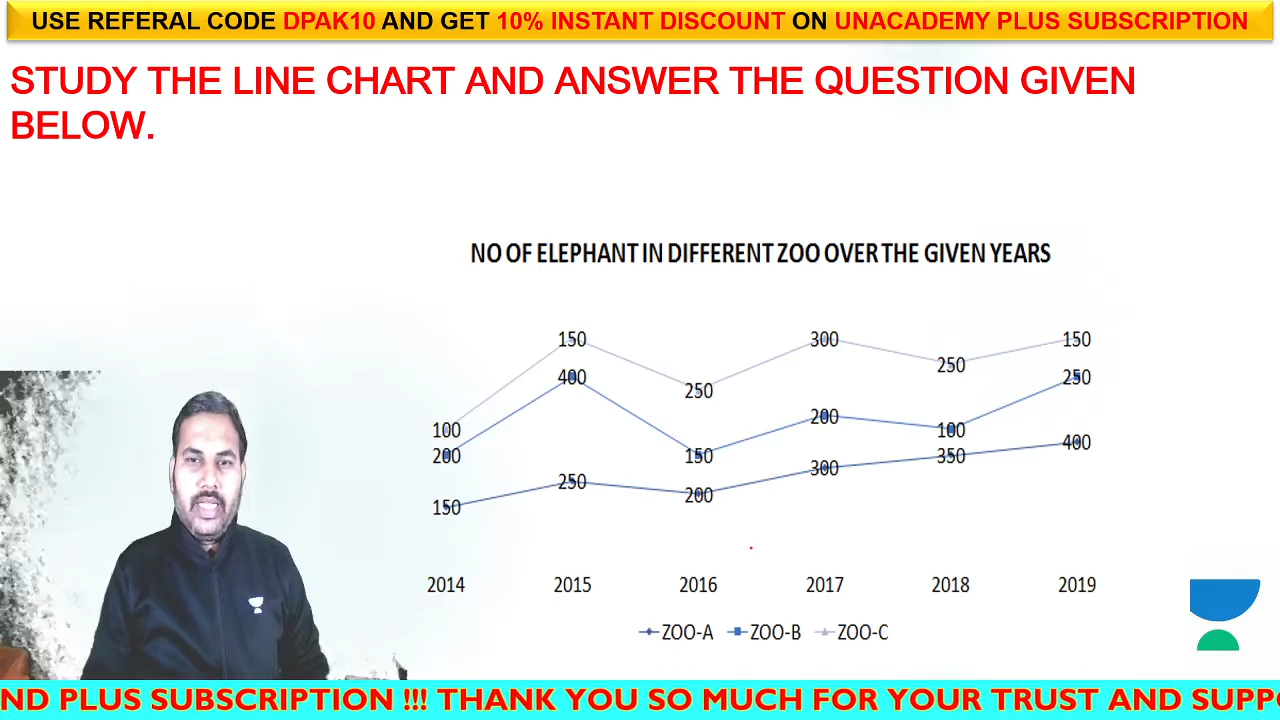 USE REFERAL CODE DPAK10 AND GET 10% INSTANT DISCOUNT ON UNACADEMY PLUS SUBSCRIPTION
STUDY THE LINE CHART AND ANSWER THE QUESTION GIVEN
BELOW.
NO OF ELEPHANT IN DIFFERENT ZOO OVER THE GIVEN YEARS
150 300 150
250 250
400 250
100 200 100
200 150 350 400
150 250 200 300
2014 2015 2016 2017 2018 2019
ZOO-A ZOO-B ZOO-C
ND PLUS SUBSCRIPTION !!! THANK YOU SO MUCH FOR YOUR TRUST AND SUPP